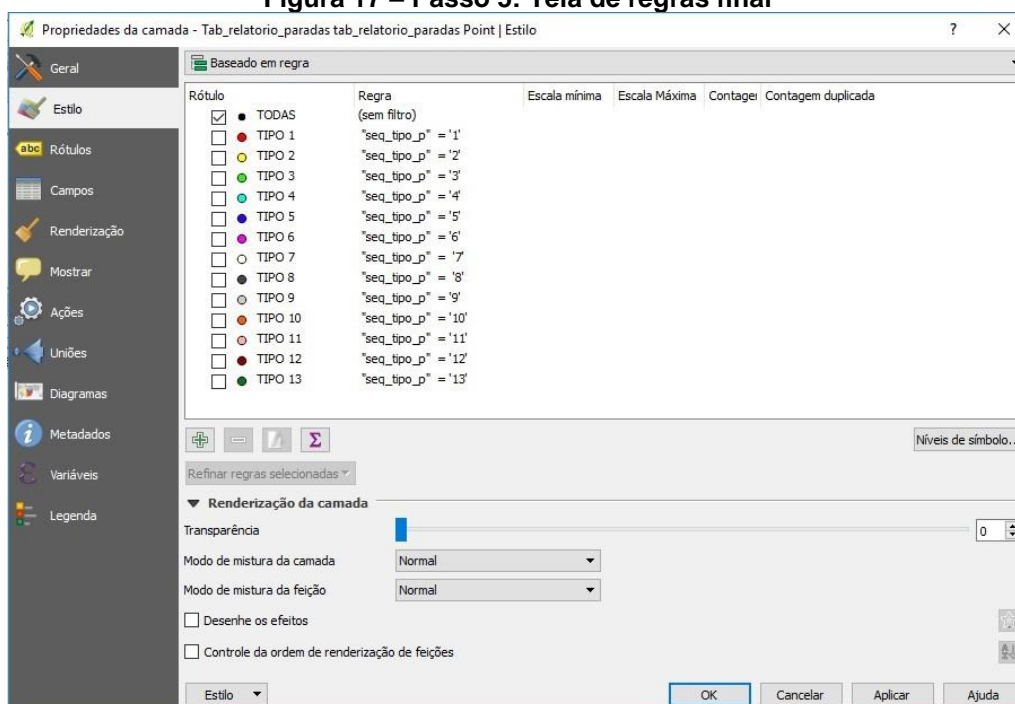 Figura 17 – Passo 5: Tela de regras final
Propriedades da camada - Tab_relatorio_paradas tab_relatorio_paradas Point | Estilo ?
Geral
Estilo
abc Rótulos
Campos
Renderização
Mostrar
Ações
Uniões
Diagramas
Metadados
Variáveis
Legenda
Baseado em regra
Rótulo Regra Escala mínima Escala Máxima Contagei Contagem duplicada
TODAS (sem filtro)
TIPO 1 "seq_tipo_p" = '1'
TIPO 2 "seq_tipo_p" = '2'
TIPO 3 "seq_tipo_p" = '3'
TIPO 4 "seq_tipo_p" = '4'
TIPO 5 "seq_tipo_p" = '5'
TIPO 6 "seq_tipo_p" = '6'
TIPO 7 "seq_tipo_p" = '7'
TIPO 8 "seq_tipo_p" = '8'
TIPO 9 "seq_tipo_p" = '9'
TIPO 10 "seq_tipo_p" = '10'
TIPO 11 "seq_tipo_p" = '11'
TIPO 12 "seq_tipo_p" = '12'
TIPO 13 "seq_tipo_p" = '13'
Σ
Níveis de símbolo..
Refinar regras selecionadas
Renderização da camada
Transparência 0
Modo de mistura da camada Normal
Modo de mistura da feição Normal
Desenhe os efeitos
Controle da ordem de renderização de feições
Estilo OK Cancelar Aplicar Ajuda